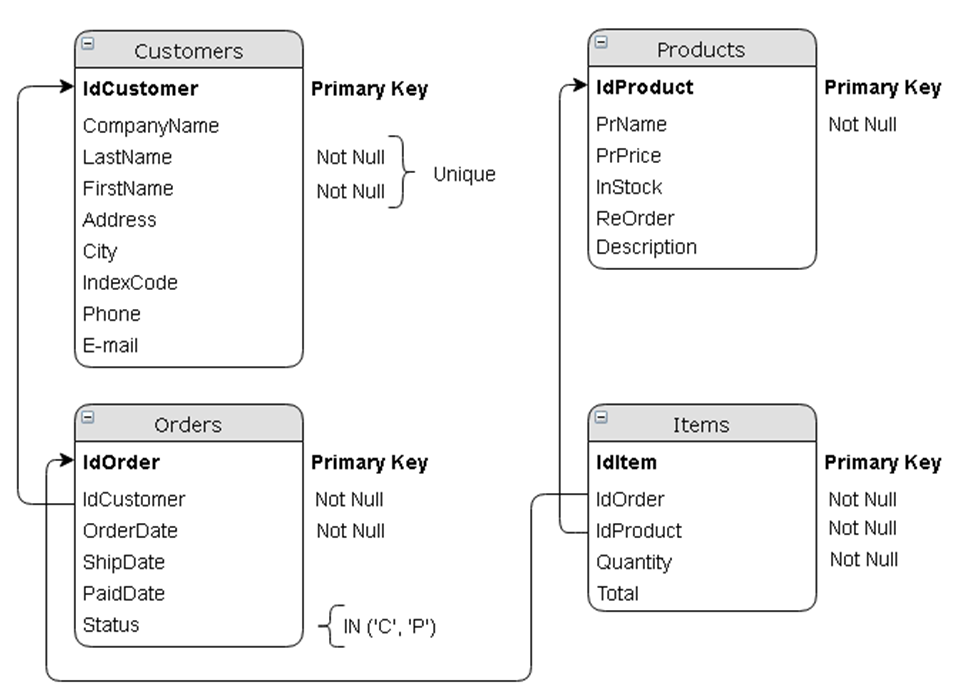 Customers
IdCustomer Primary Key
CompanyName
LastName Not Null
FirstName Not Null
Unique
Address
City
IndexCode
Phone
E-mail
Products
IdProduct Primary Key
PrName Not Null
PrPrice
InStock
ReOrder
Description
Orders
IdOrder Primary Key
IdCustomer Not Null
OrderDate Not Null
ShipDate
PaidDate
Status IN ('C', 'P')
Items
IdItem Primary Key
IdOrder Not Null
IdProduct Not Null
Quantity Not Null
Total